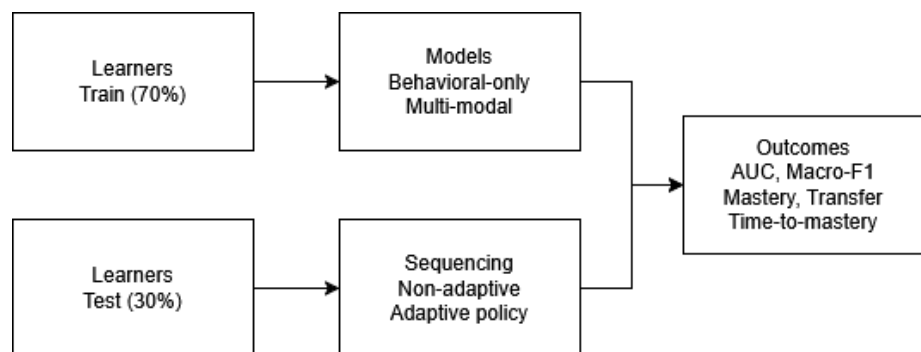 Learners
Train (70%)
Models
Behavioral-only
Multi-modal
Outcomes
AUC, Macro-F1
Mastery, Transfer
Time-to-mastery
Learners
Test (30%)
Sequencing
Non-adaptive
Adaptive policy